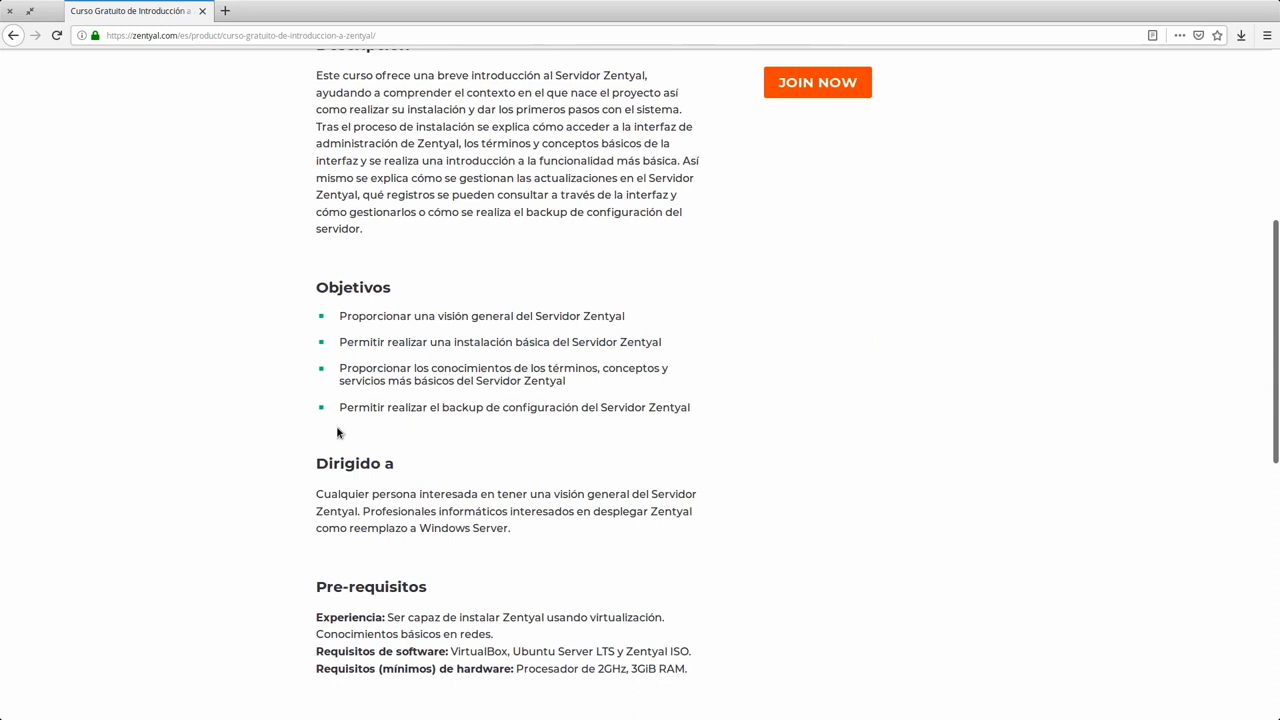 Curso Gratuito de Introducción a
https://zentyal.com/es/product/curso-gratuito-de-introduccion-a-zentyal/
Descripción
JOIN NOW
Este curso ofrece una breve introducción al Servidor Zentyal,
ayudando a comprender el contexto en el que nace el proyecto así
como realizar su instalación y dar los primeros pasos con el sistema.
Tras el proceso de instalación se explica cómo acceder a la interfaz de
administración de Zentyal, los términos y conceptos básicos de la
interfaz y se realiza una introducción a la funcionalidad más básica. Así
mismo se explica cómo se gestionan las actualizaciones en el Servidor
Zentyal, qué registros se pueden consultar a través de la interfaz y
cómo gestionarlos o cómo se realiza el backup de configuración del
servidor.
Objetivos
Proporcionar una visión general del Servidor Zentyal
Permitir realizar una instalación básica del Servidor Zentyal
Proporcionar los conocimientos de los términos, conceptos y
servicios más básicos del Servidor Zentyal
Permitir realizar el backup de configuración del Servidor Zentyal
Dirigido a
Cualquier persona interesada en tener una visión general del Servidor
Zentyal. Profesionales informáticos interesados en desplegar Zentyal
como reemplazo a Windows Server.
Pre-requisitos
Experiencia: Ser capaz de instalar Zentyal usando virtualización.
Conocimientos básicos en redes.
Requisitos de software: VirtualBox, Ubuntu Server LTS y Zentyal ISO.
Requisitos (mínimos) de hardware: Procesador de 2GHz, 3GiB RAM.